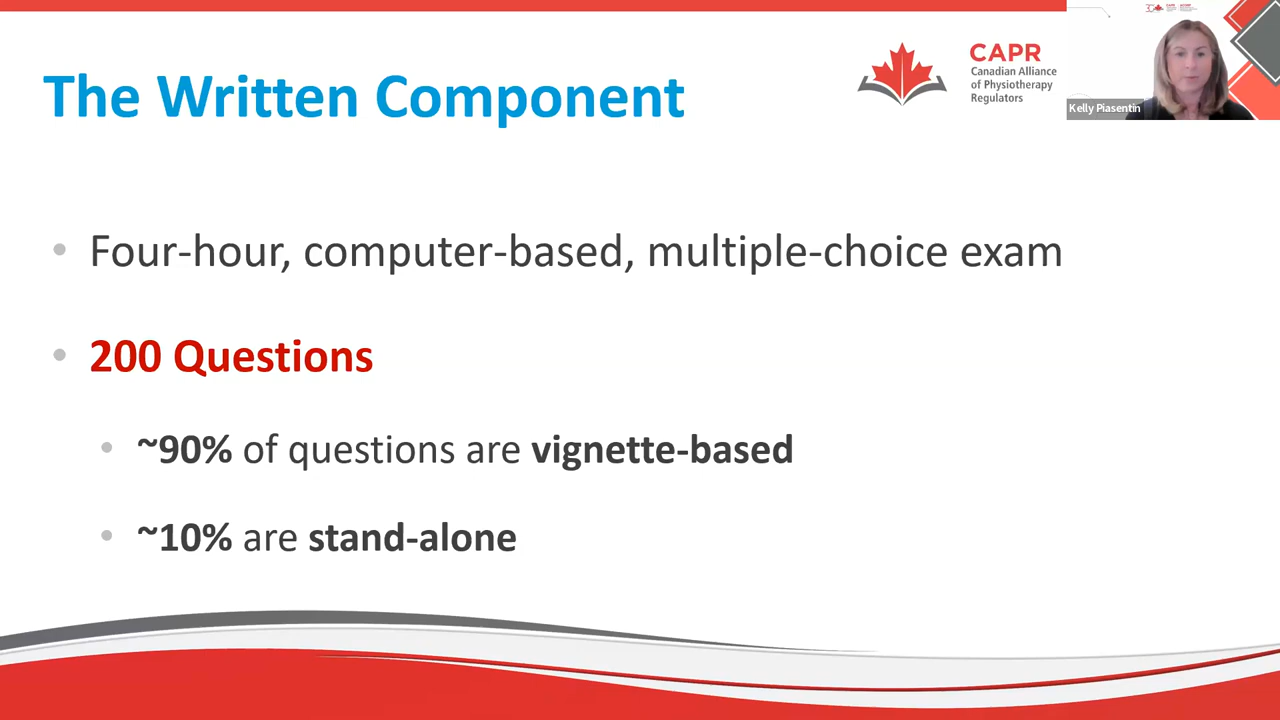 The Written Component
CAPR
Canadian Alliance
of Physiotherapy
Regulators
Kelly Piasentin
• Four-hour, computer-based, multiple-choice exam
• 200 Questions
• ~90% of questions are vignette-based
• ~10% are stand-alone